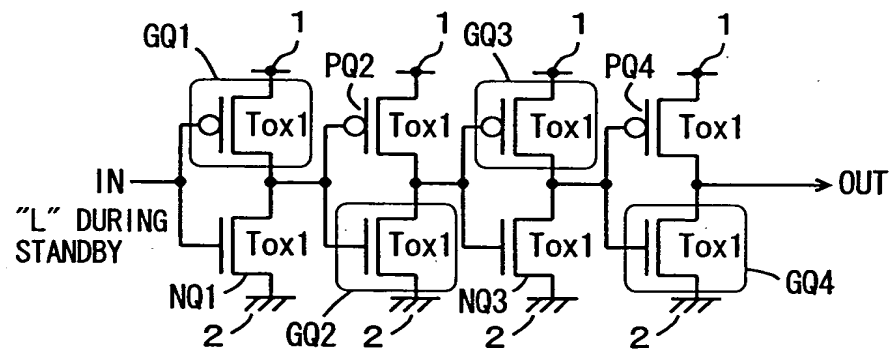 GQ1 1 PQ2 1 GQ3 1 PQ4 1
Tox1 Tox1 Tox1 Tox1
IN OUT
"L" DURING
STANDBY
Tox1 Tox1 Tox1 Tox1
NQ1 2 GQ2 2 NQ3 2 2 GQ4